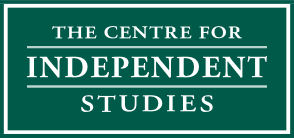 THE CENTRE FOR
INDEPENDENT
STUDIES